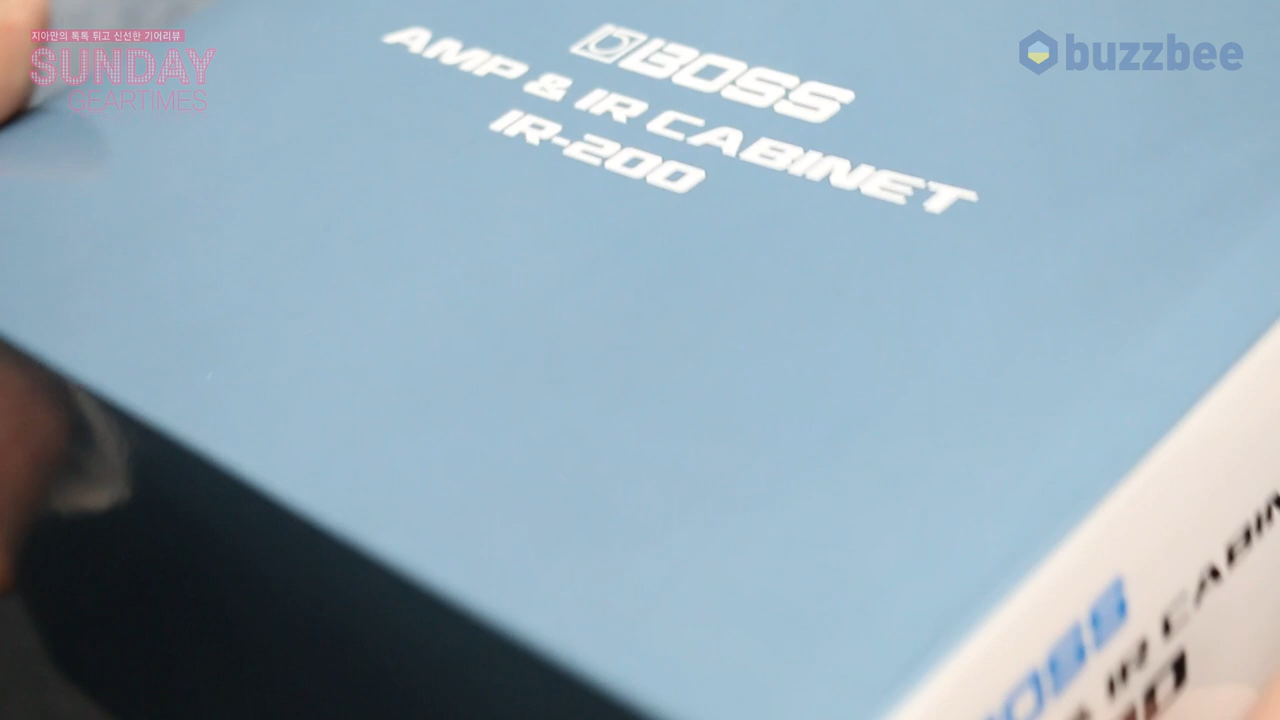 지아만의 톡톡 튀고 신선한 기어리뷰
SUNDAY
GEARTIMES
buzzbee
BOSS
AMP & IR CABINET
IR-200